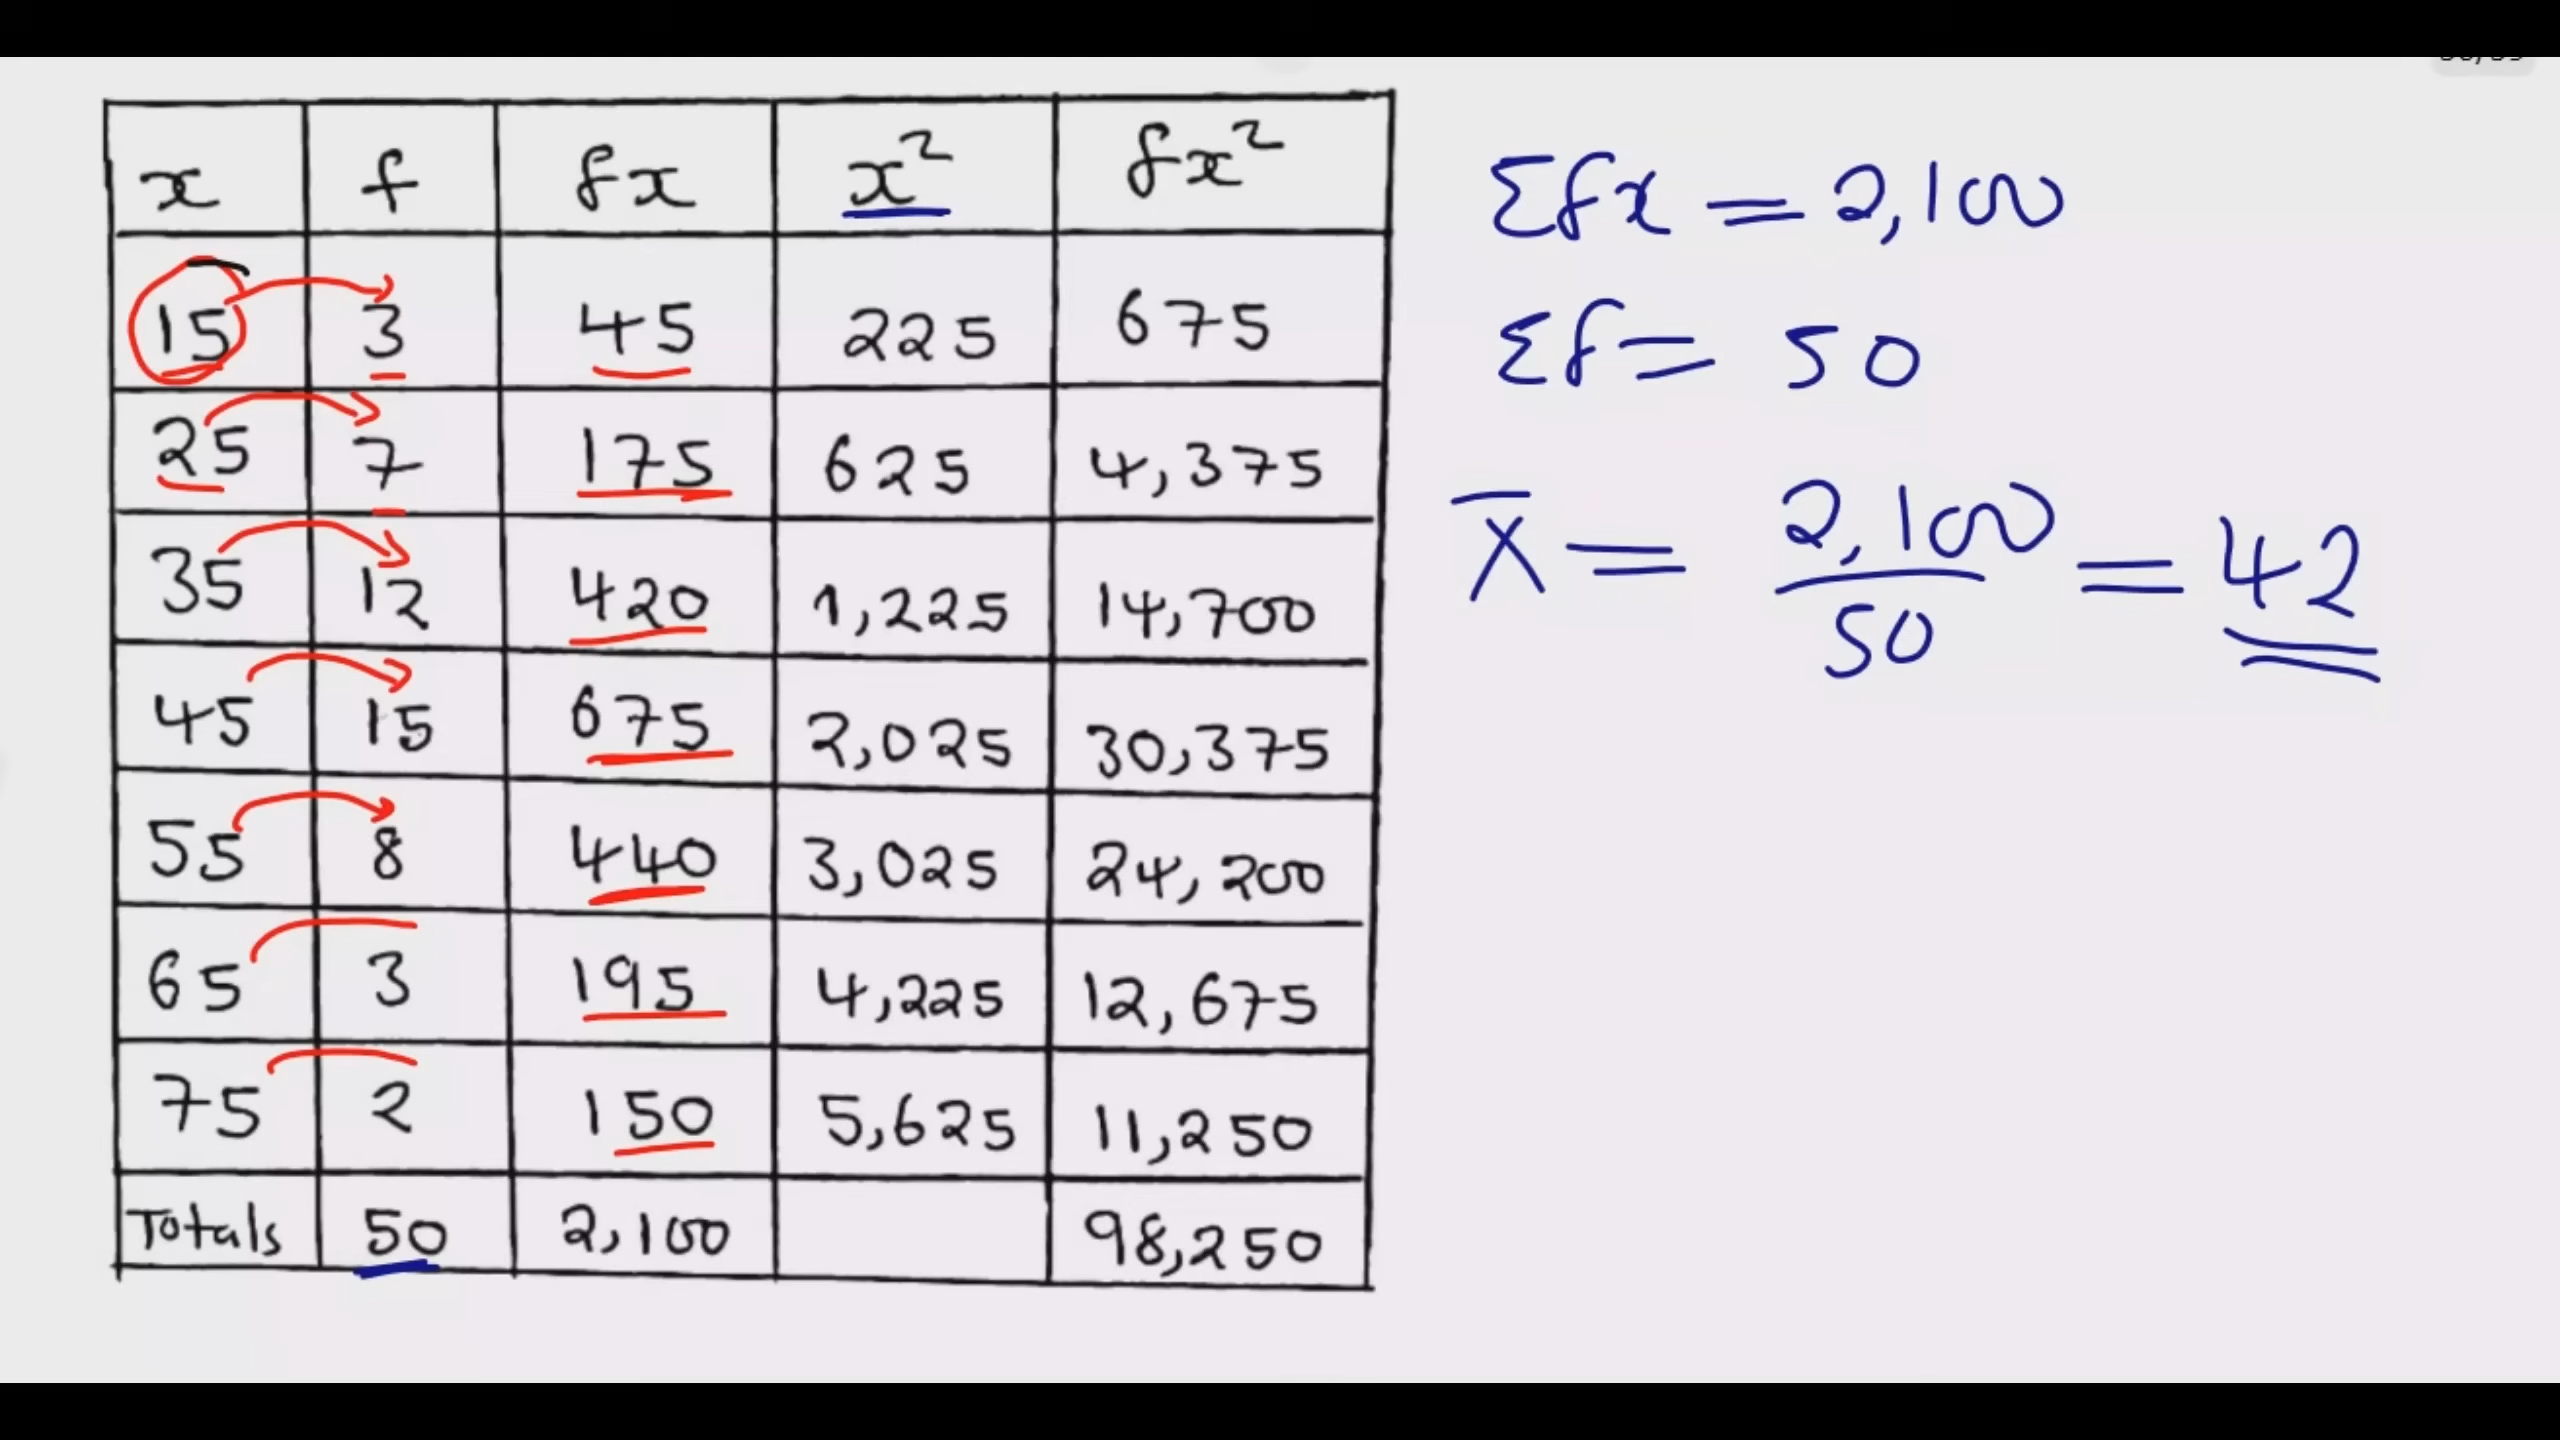 x f fx x² fx²
15 3 45 225 675
25 7 175 625 4,375
35 12 420 1,225 14,700
45 15 675 2,025 30,375
55 8 440 3,025 24,200
65 3 195 4,225 12,675
75 2 150 5,625 11,250
Totals 50 2,100 98,250
Σfx = 2,100
Σf = 50
X̄ = 2,100/50 = 42